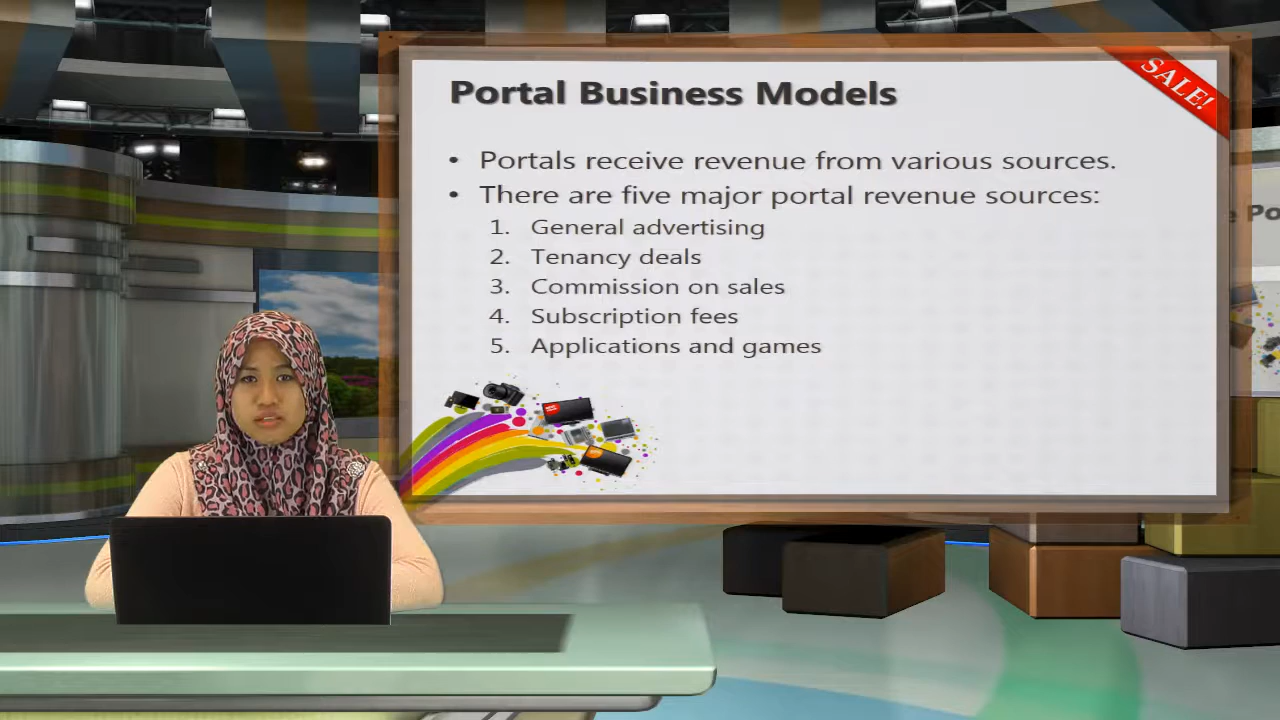 Portal Business Models
SALE!
• Portals receive revenue from various sources.
• There are five major portal revenue sources:
1. General advertising
2. Tenancy deals
3. Commission on sales
4. Subscription fees
5. Applications and games